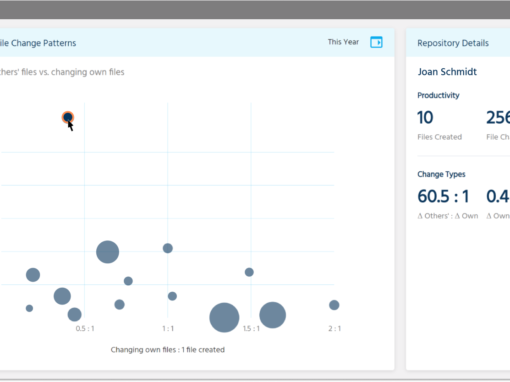 ile Change Patterns
This Year
thers' files vs. changing own files
0.5 : 1
1 : 1
1.5 : 1
2 : 1
Changing own files : 1 file created
Repository Details
Joan Schmidt
Productivity
10
256
Files Created
File Ch
Change Types
60.5 : 1
0.4
Δ Others' : Δ Own
Δ Own